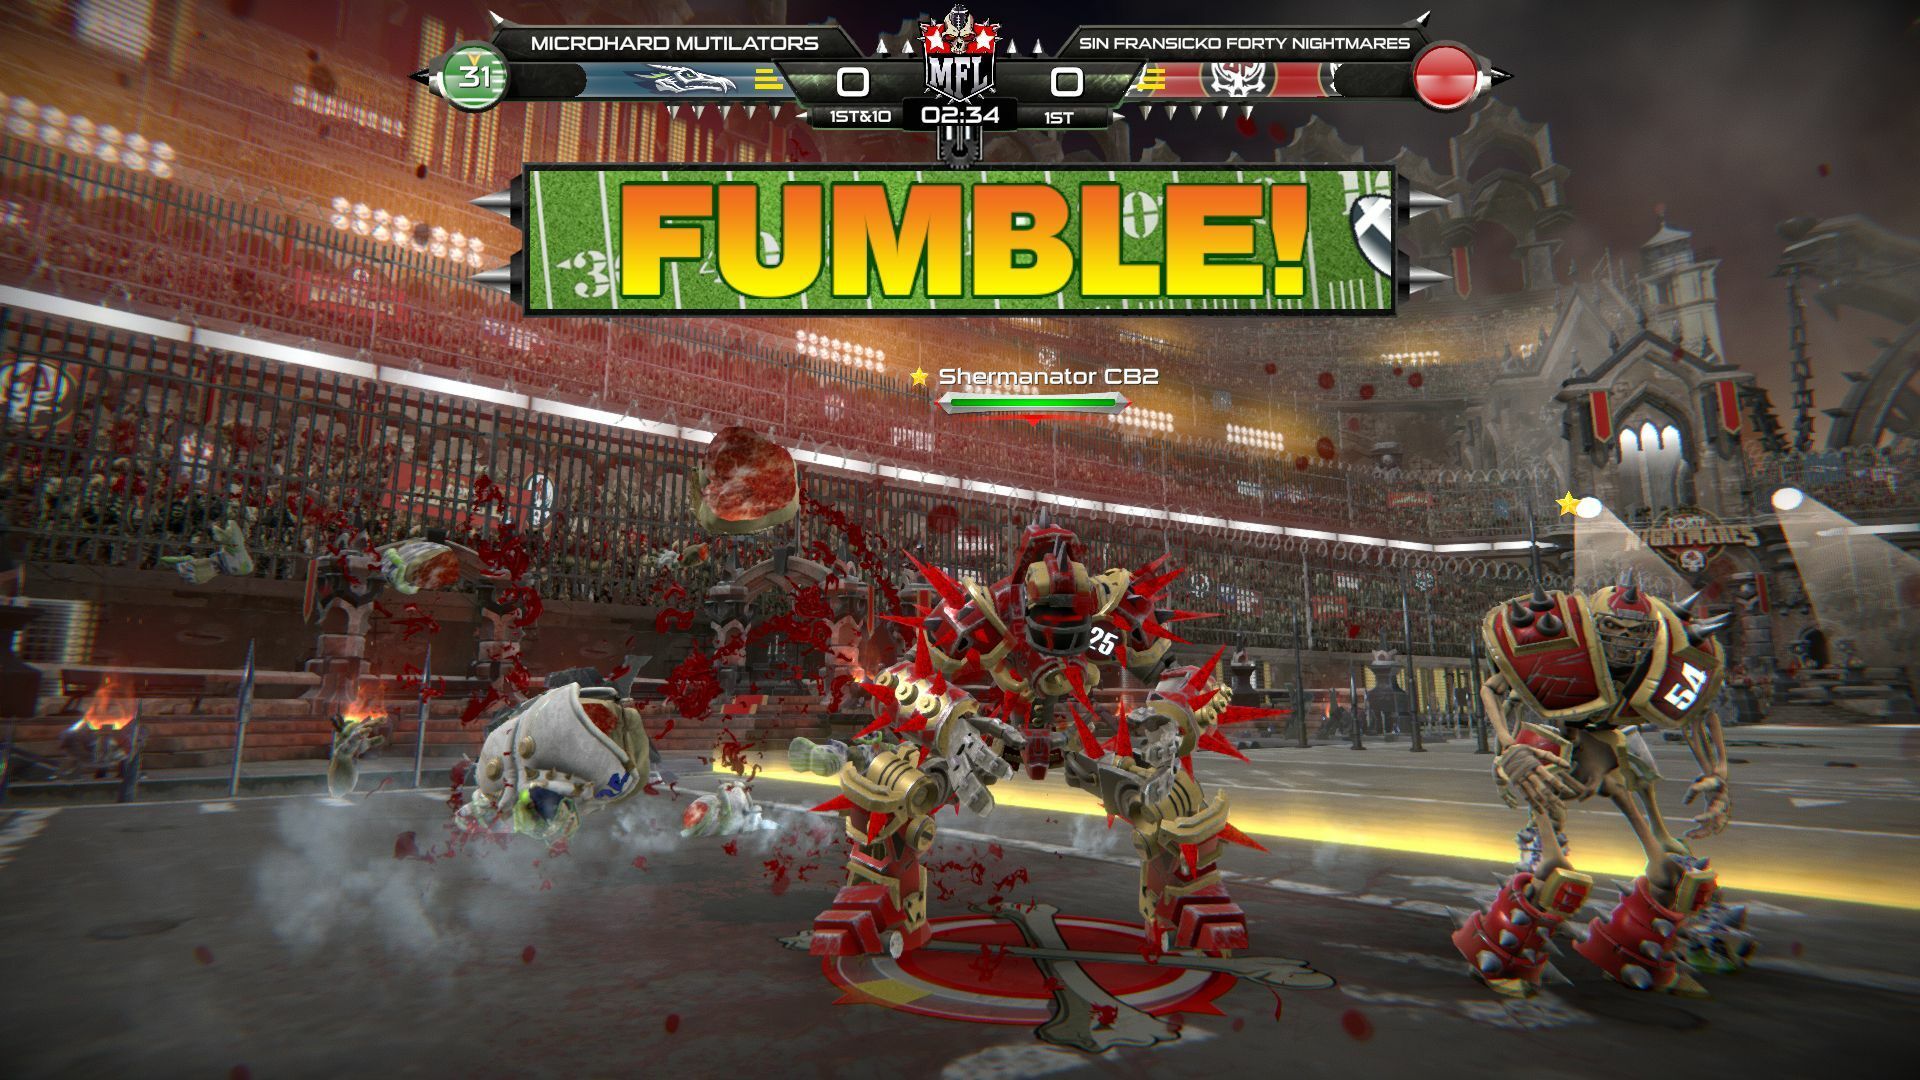 MICROHARD MUTILATORS
SIN FRANSICKO FORTY NIGHTMARES
31
0
MFL
0
1ST&10
02:34
1ST
FUMBLE!
Shermanator CB2
25
54
FORTY
NIGHTMARES